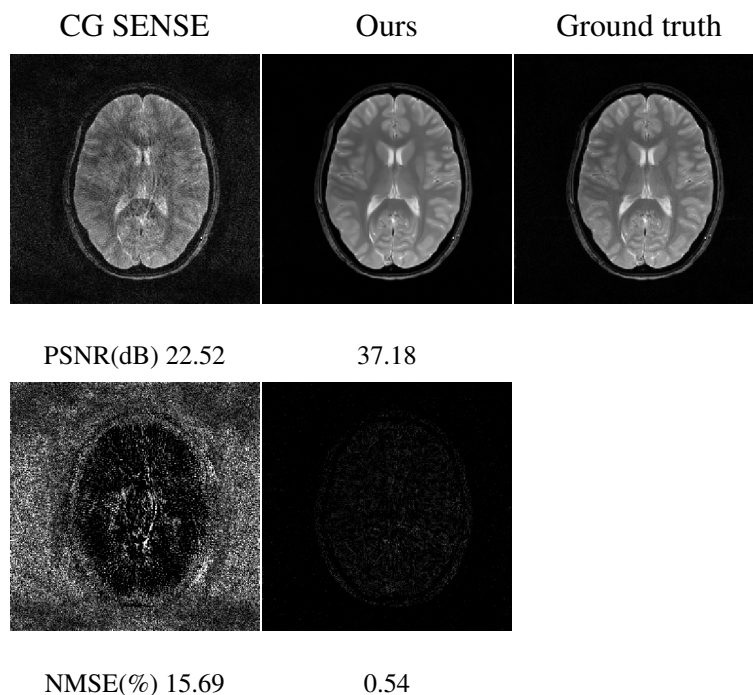 CG SENSE Ours Ground truth
PSNR(dB) 22.52 37.18
NMSE(%) 15.69 0.54